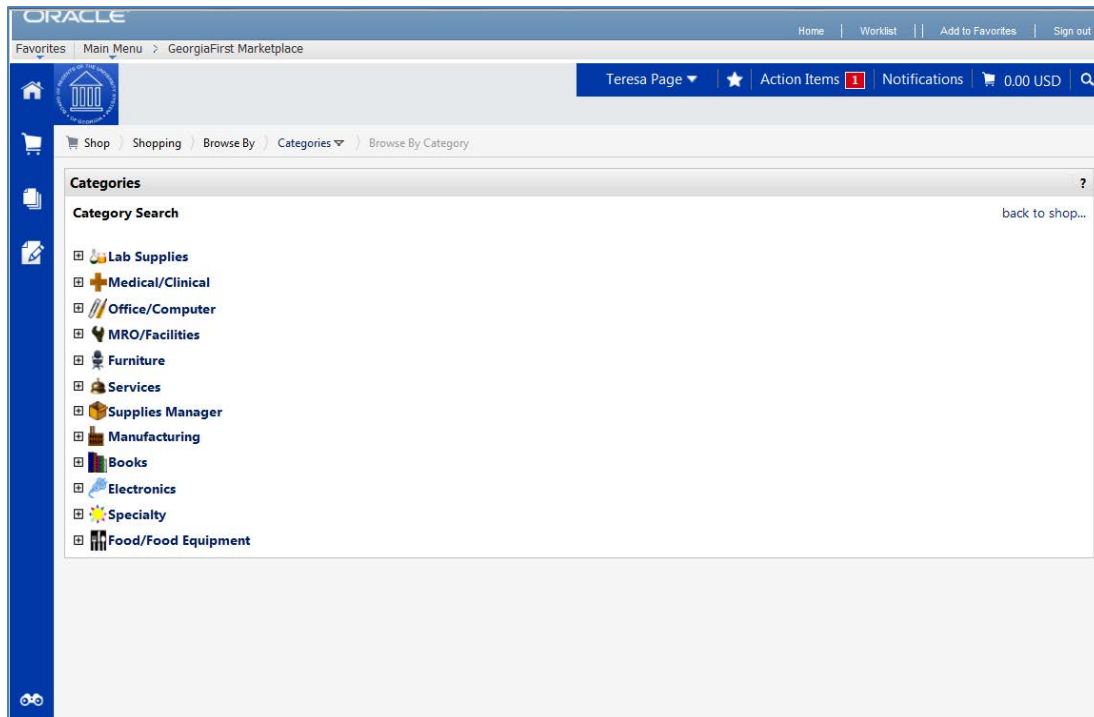 ORACLE
Home | Worklist | | Add to Favorites | Sign out
Favorites Main Menu > GeorgiaFirst Marketplace
Teresa Page Action Items 1 Notifications 0.00 USD
Shop Shopping Browse By Categories Browse By Category
Categories ?
Category Search back to shop...
Lab Supplies
Medical/Clinical
Office/Computer
MRO/Facilities
Furniture
Services
Supplies Manager
Manufacturing
Books
Electronics
Specialty
Food/Food Equipment